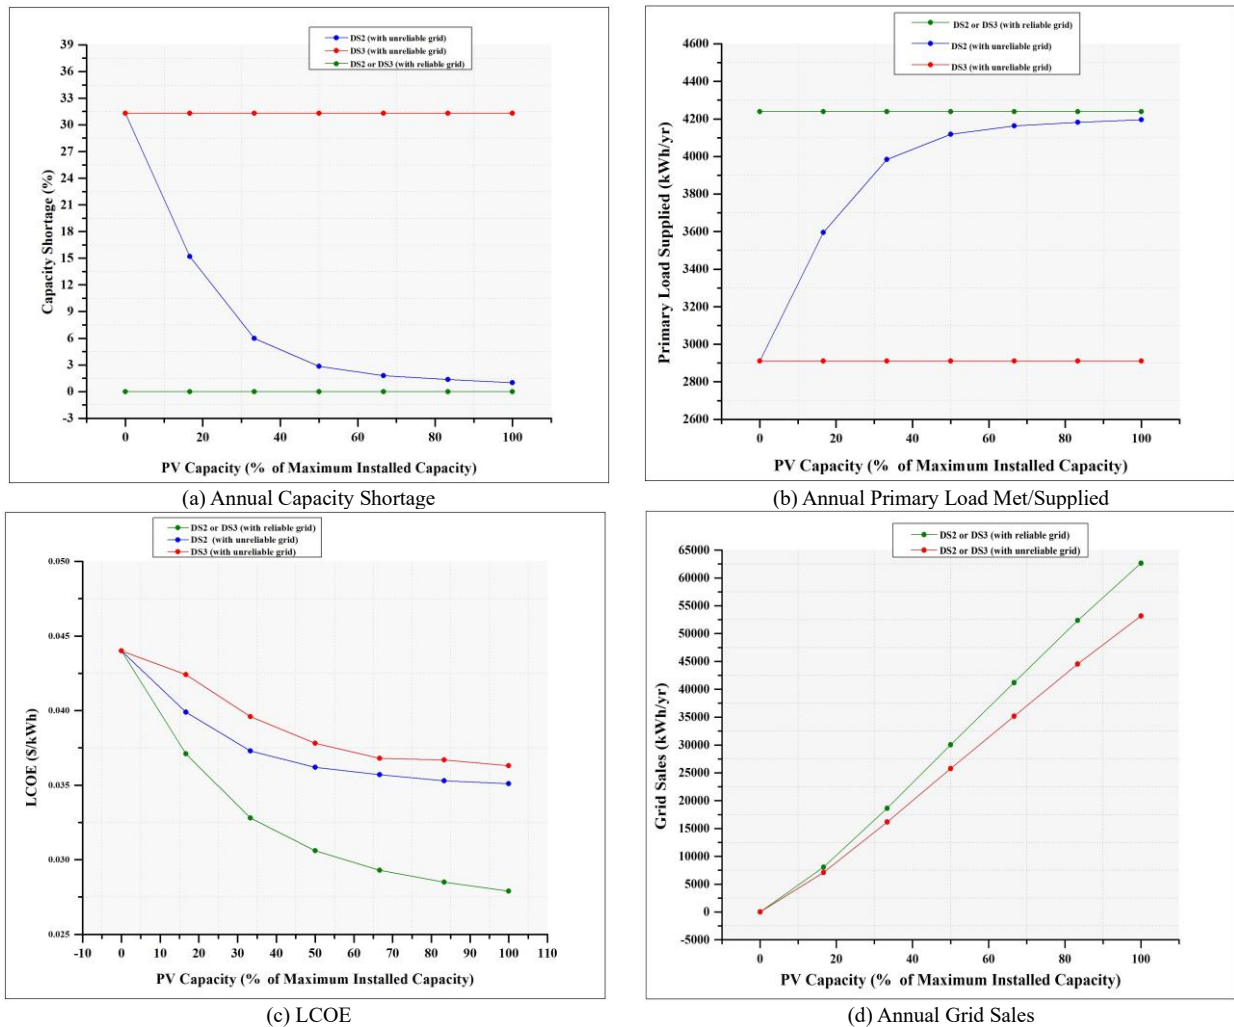 DS2 (with unreliable grid)
DS3 (with unreliable grid)
DS2 or DS3 (with reliable grid)
39
36
33
30
27
24
21
18
15
12
9
6
3
0
-3
Capacity Shortage (%)
0 20 40 60 80 100
PV Capacity (% of Maximum Installed Capacity)
(a) Annual Capacity Shortage
DS2 or DS3 (with reliable grid)
DS2 (with unreliable grid)
DS3 (with unreliable grid)
4600
4400
4200
4000
3800
3600
3400
3200
3000
2800
2600
Primary Load Supplied (kWh/yr)
0 20 40 60 80 100
PV Capacity (% of Maximum Installed Capacity)
(b) Annual Primary Load Met/Supplied
DS2 or DS3 (with reliable grid)
DS2 (with unreliable grid)
DS3 (with unreliable grid)
0.050
0.045
0.040
0.035
0.030
0.025
LCOE ($/kWh)
-10 0 10 20 30 40 50 60 70 80 90 100 110
PV Capacity (% of Maximum Installed Capacity)
(c) LCOE
DS2 or DS3 (with reliable grid)
DS2 or DS3 (with unreliable grid)
65000
60000
55000
50000
45000
40000
35000
30000
25000
20000
15000
10000
5000
0
-5000
Grid Sales (kWh/yr)
0 20 40 60 80 100
PV Capacity (% of Maximum Installed Capacity)
(d) Annual Grid Sales